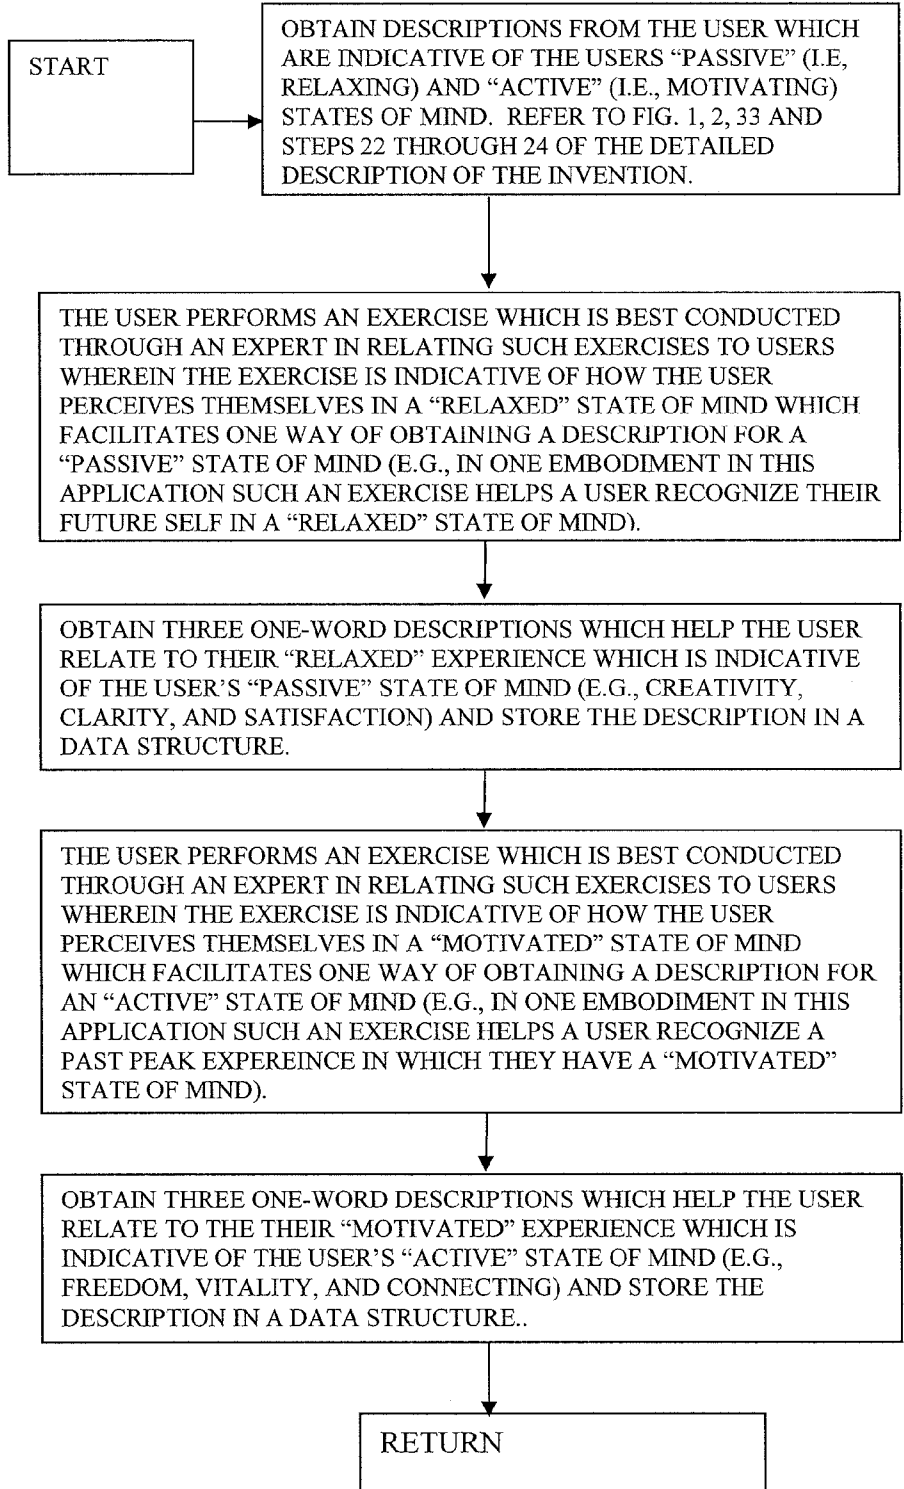 START
OBTAIN DESCRIPTIONS FROM THE USER WHICH
ARE INDICATIVE OF THE USERS “PASSIVE” (I.E,
RELAXING) AND “ACTIVE” (I.E., MOTIVATING)
STATES OF MIND. REFER TO FIG. 1, 2, 33 AND
STEPS 22 THROUGH 24 OF THE DETAILED
DESCRIPTION OF THE INVENTION.
THE USER PERFORMS AN EXERCISE WHICH IS BEST CONDUCTED
THROUGH AN EXPERT IN RELATING SUCH EXERCISES TO USERS
WHEREIN THE EXERCISE IS INDICATIVE OF HOW THE USER
PERCEIVES THEMSELVES IN A “RELAXED” STATE OF MIND WHICH
FACILITATES ONE WAY OF OBTAINING A DESCRIPTION FOR A
“PASSIVE” STATE OF MIND (E.G., IN ONE EMBODIMENT IN THIS
APPLICATION SUCH AN EXERCISE HELPS A USER RECOGNIZE THEIR
FUTURE SELF IN A “RELAXED” STATE OF MIND).
OBTAIN THREE ONE-WORD DESCRIPTIONS WHICH HELP THE USER
RELATE TO THEIR “RELAXED” EXPERIENCE WHICH IS INDICATIVE
OF THE USER’S “PASSIVE” STATE OF MIND (E.G., CREATIVITY,
CLARITY, AND SATISFACTION) AND STORE THE DESCRIPTION IN A
DATA STRUCTURE.
THE USER PERFORMS AN EXERCISE WHICH IS BEST CONDUCTED
THROUGH AN EXPERT IN RELATING SUCH EXERCISES TO USERS
WHEREIN THE EXERCISE IS INDICATIVE OF HOW THE USER
PERCEIVES THEMSELVES IN A “MOTIVATED” STATE OF MIND
WHICH FACILITATES ONE WAY OF OBTAINING A DESCRIPTION FOR
AN “ACTIVE” STATE OF MIND (E.G., IN ONE EMBODIMENT IN THIS
APPLICATION SUCH AN EXERCISE HELPS A USER RECOGNIZE A
PAST PEAK EXPEREINCE IN WHICH THEY HAVE A “MOTIVATED”
STATE OF MIND).
OBTAIN THREE ONE-WORD DESCRIPTIONS WHICH HELP THE USER
RELATE TO THE THEIR “MOTIVATED” EXPERIENCE WHICH IS
INDICATIVE OF THE USER’S “ACTIVE” STATE OF MIND (E.G.,
FREEDOM, VITALITY, AND CONNECTING) AND STORE THE
DESCRIPTION IN A DATA STRUCTURE..
RETURN